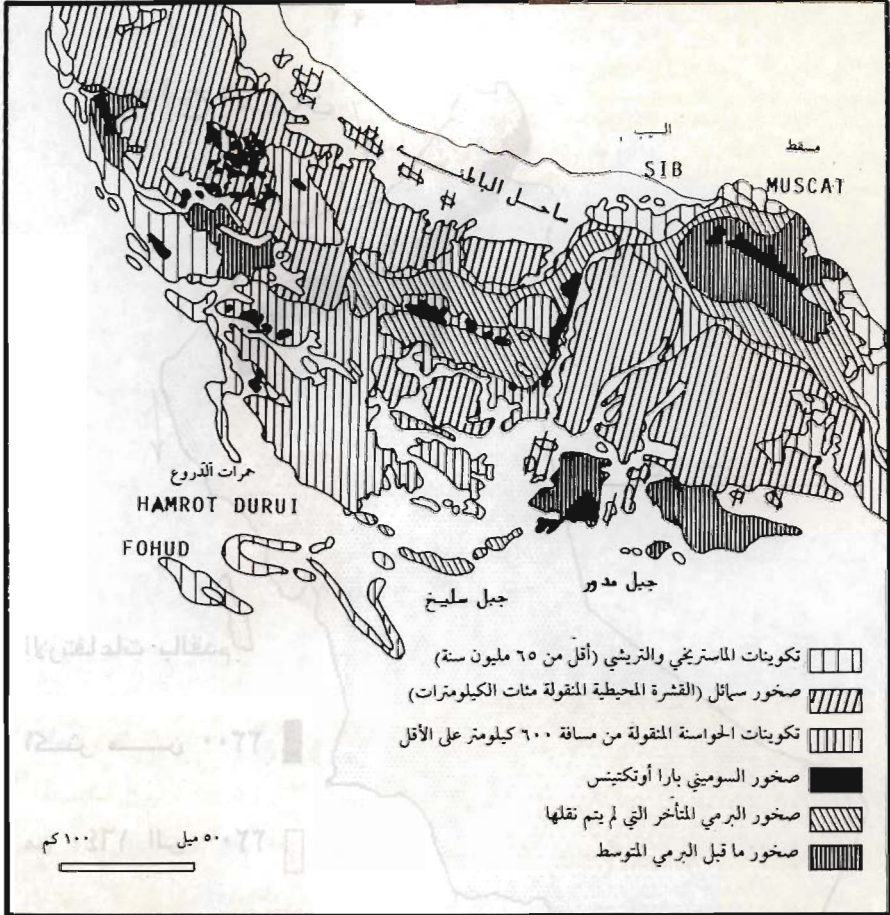 السيب
SIB
مسقط
MUSCAT
ساحل الباطنة
حمرات الدروع
HAMROT DURUI
FOHUD
جبل سليخ
جبل مدور
تكوينات الماستريخي والتريشي (أقل من ٦٥ مليون سنة)
صخور سمائل (القشرة المحيطية المنقولة مئات الكيلومترات)
تكوينات الحواسنة المنقولة من مسافة ٦٠٠ كيلومتر على الأقل
صخور السوميني بارا أوتكتينس
صخور البرمي المتأخر التي لم يتم نقلها
صخور ما قبل البرمي المتوسط
٥٠ ميل ١٠٠ كم